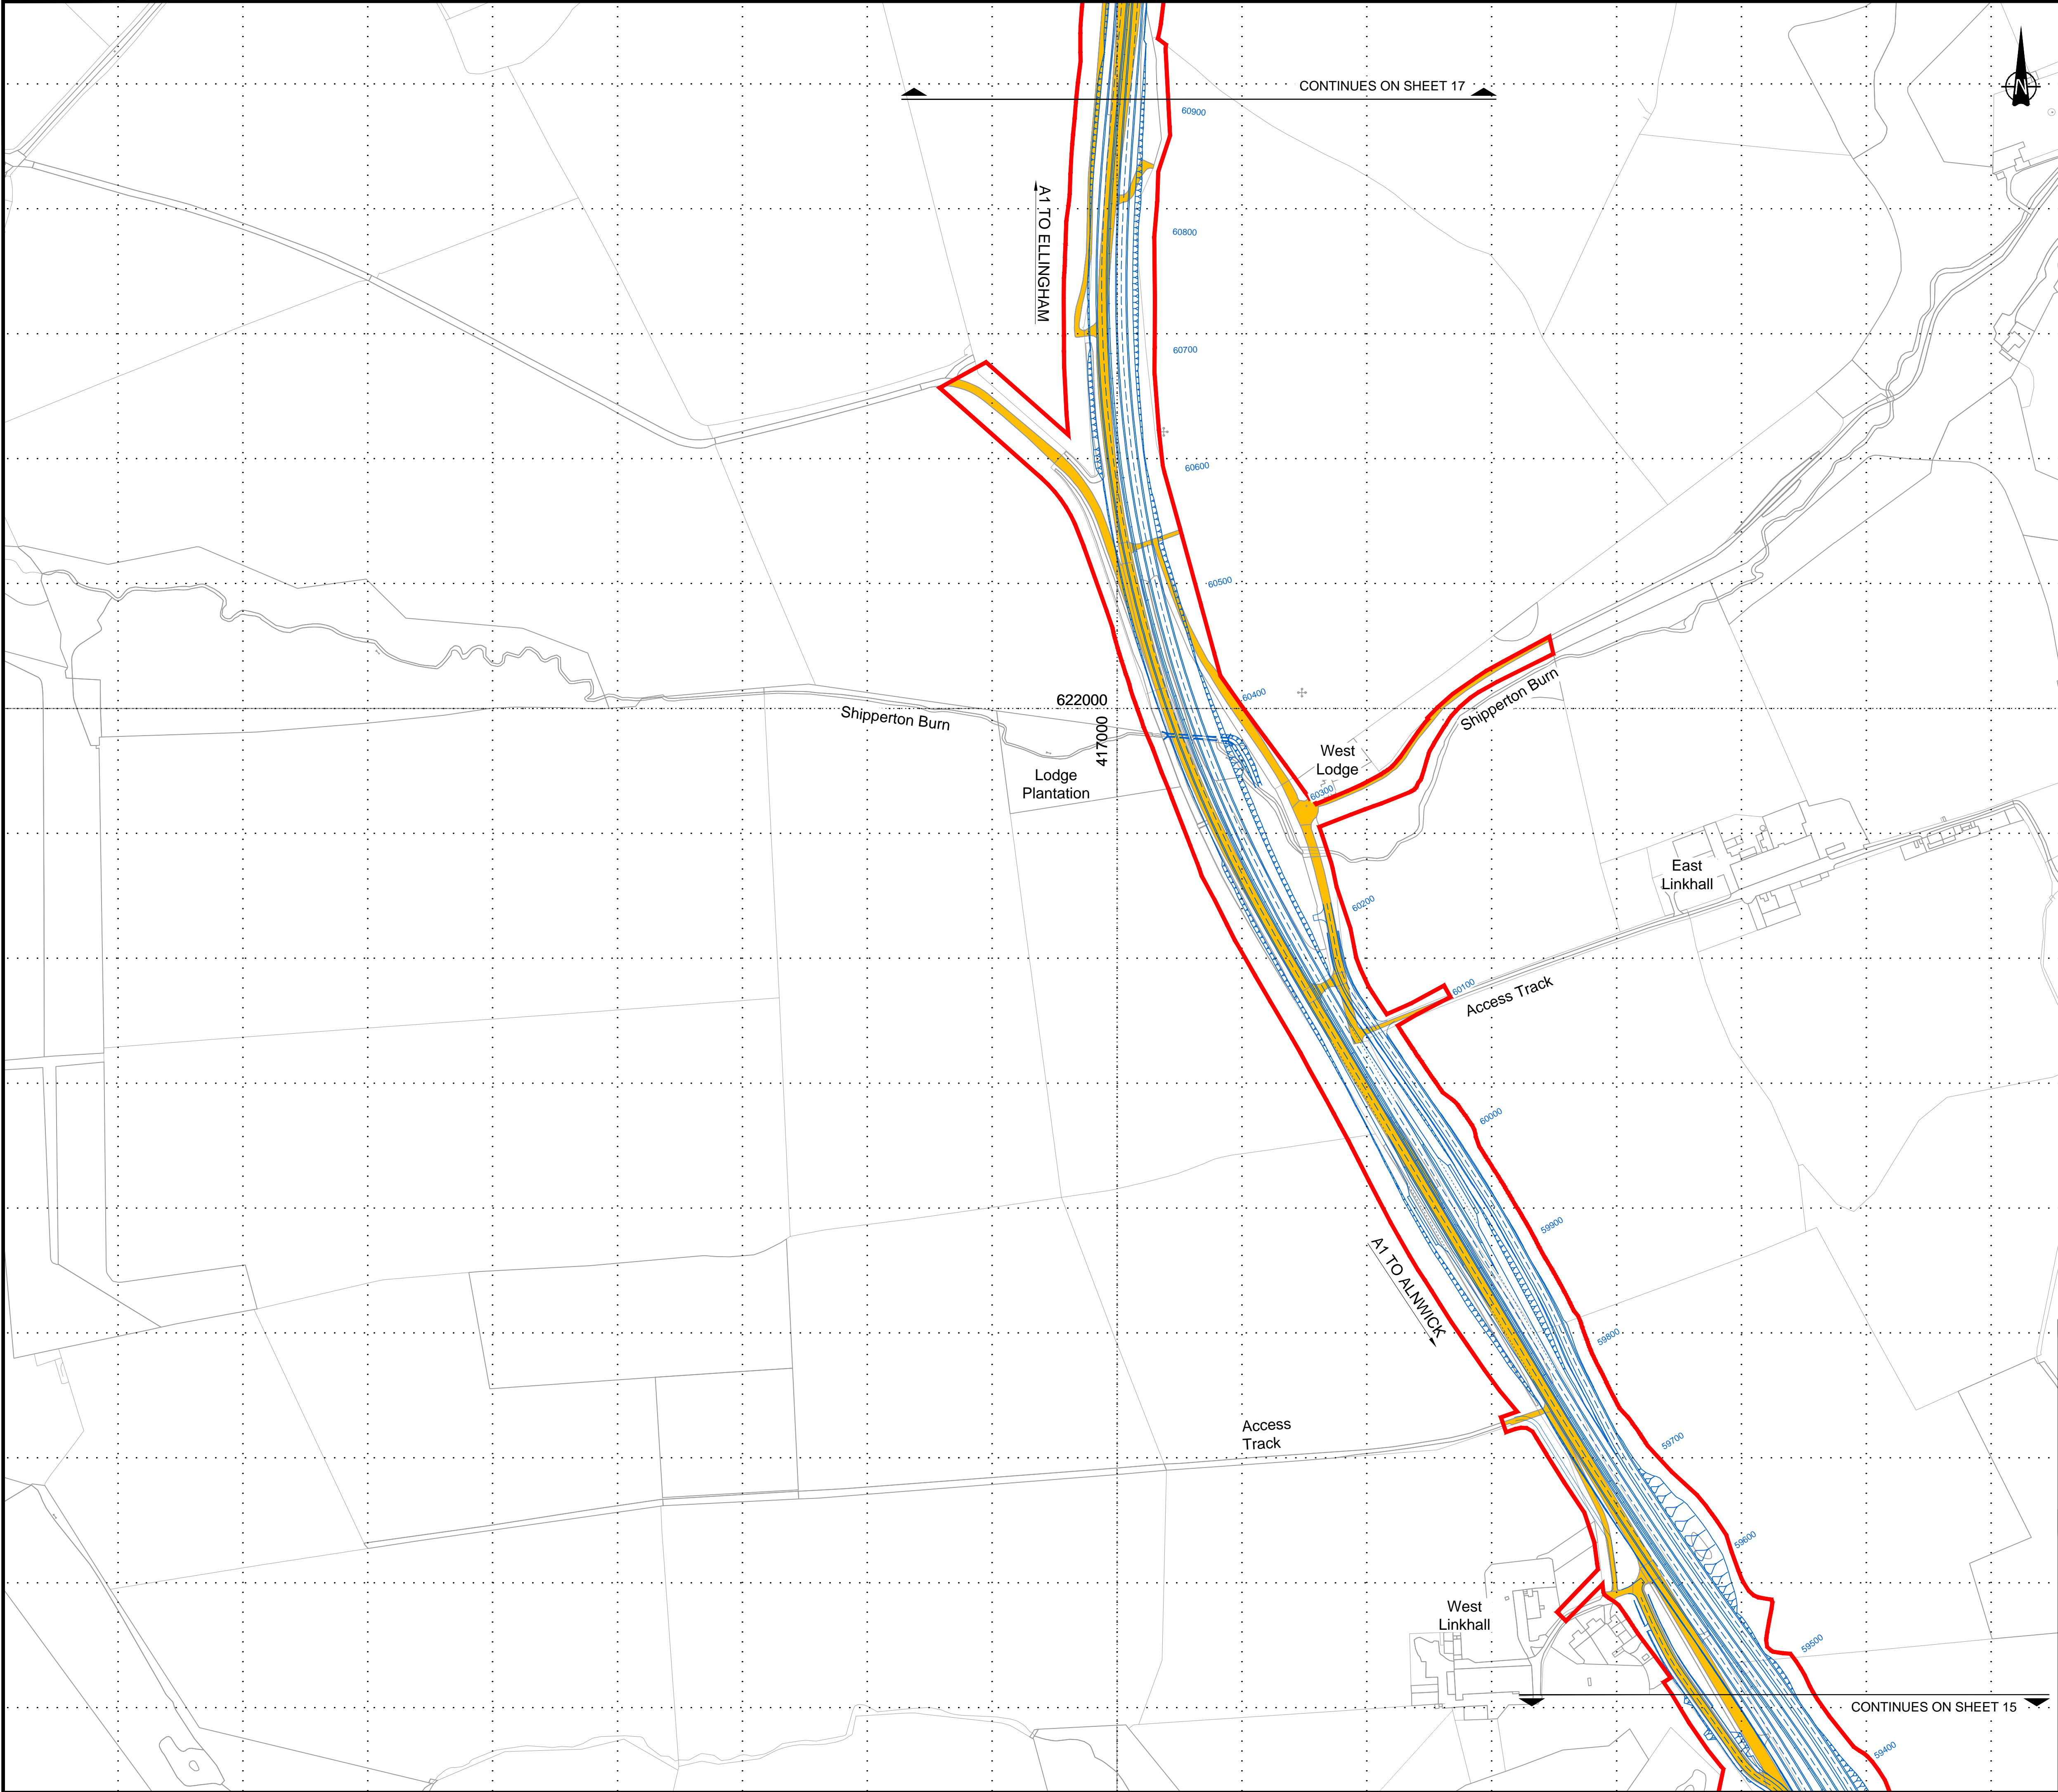 CONTINUES ON SHEET 17
N
60900
A1 TO ELLINGHAM
60800
60700
60600
60500
60400
622000
417000
Shipperton Burn
Shipperton Burn
West
Lodge
Lodge
Plantation
60300
East
Linkhall
60200
60100
Access Track
60000
59900
A1 TO ALNWICK
59800
Access
Track
59700
59600
West
Linkhall
59500
CONTINUES ON SHEET 15
59400